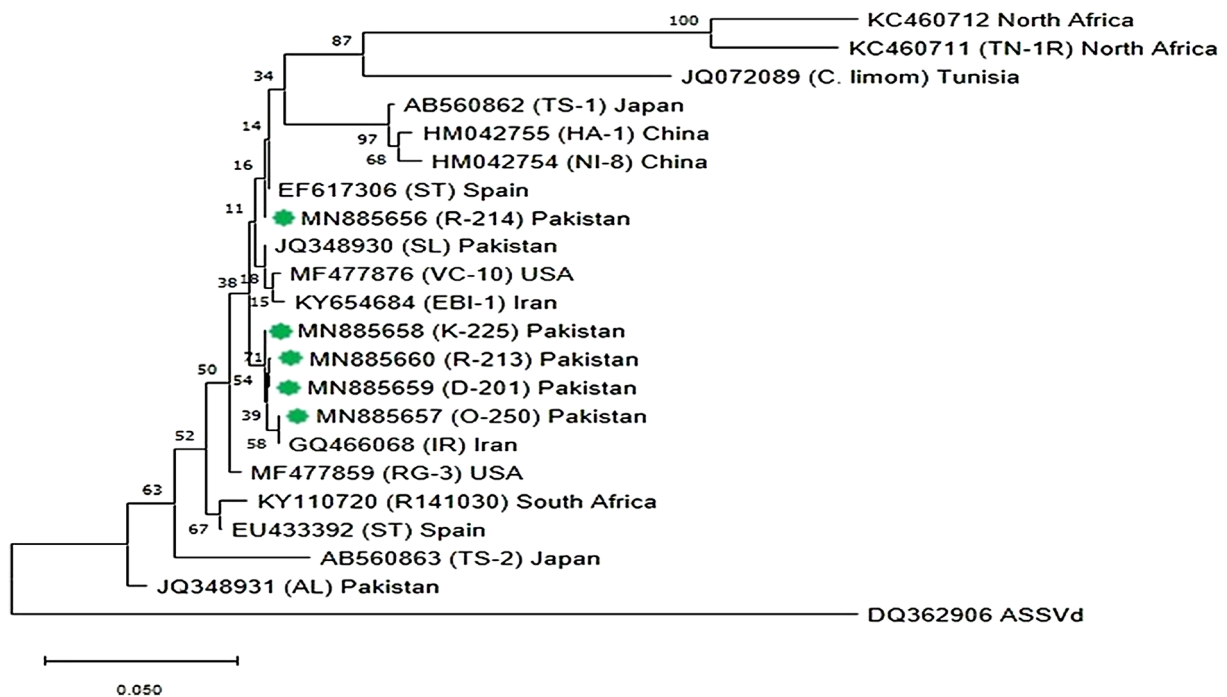 KC460712 North Africa
100
KC460711 (TN-1R) North Africa
87
JQ072089 (C. limom) Tunisia
34
AB560862 (TS-1) Japan
14
HM042755 (HA-1) China
97
68
HM042754 (NI-8) China
16
EF617306 (ST) Spain
11
MN885656 (R-214) Pakistan
JQ348930 (SL) Pakistan
38
18
MF477876 (VC-10) USA
15
KY654684 (EBI-1) Iran
MN885658 (K-225) Pakistan
71
MN885660 (R-213) Pakistan
50
54
MN885659 (D-201) Pakistan
39
MN885657 (O-250) Pakistan
52
58
GQ466068 (IR) Iran
MF477859 (RG-3) USA
63
KY110720 (R141030) South Africa
67
EU433392 (ST) Spain
AB560863 (TS-2) Japan
JQ348931 (AL) Pakistan
DQ362906 ASSVd
0.050